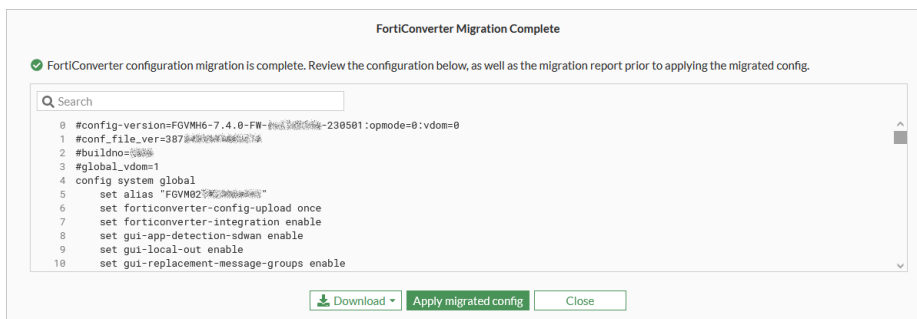 FortiConverter Migration Complete
FortiConverter configuration migration is complete. Review the configuration below, as well as the migration report prior to applying the migrated config.
Search
0 #config-version=FGVMH6-7.4.0-FW- -230501:opmode=0:vdom=0
1 #conf_file_ver=387
2 #buildno=
3 #global_vdom=1
4 config system global
5 set alias "FGVM02 "
6 set forticonverter-config-upload once
7 set forticonverter-integration enable
8 set gui-app-detection-sdwan enable
9 set gui-local-out enable
10 set gui-replacement-message-groups enable
Download Apply migrated config Close